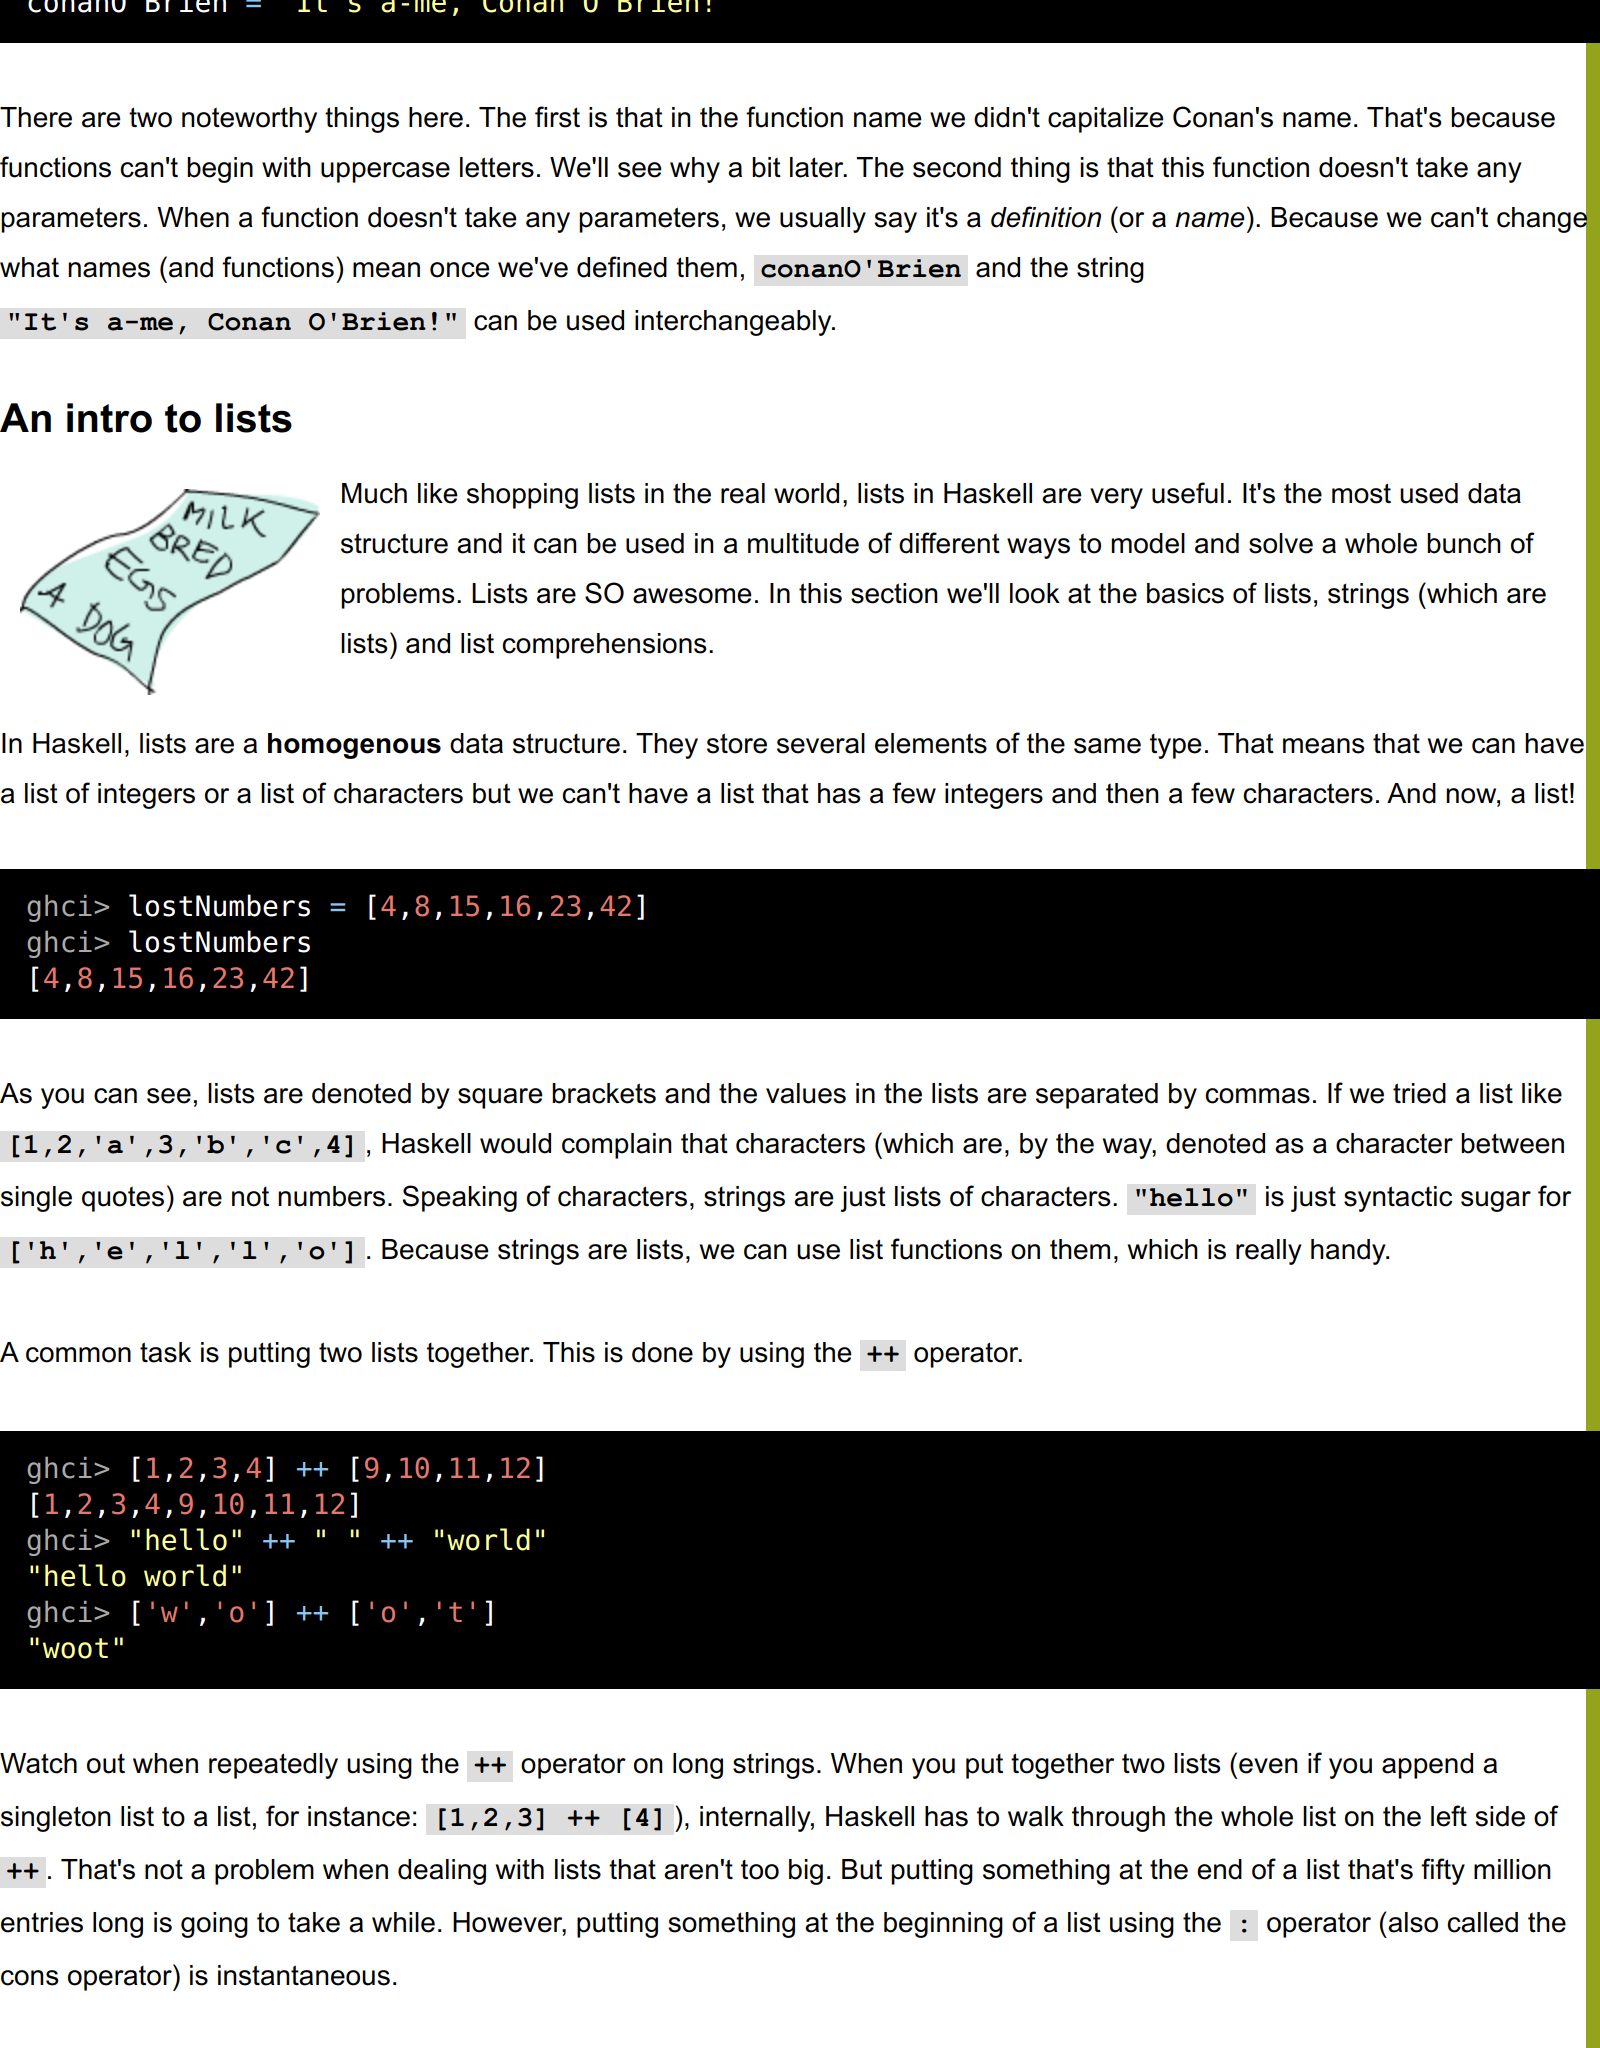 conanO'Brien = "It's a-me, Conan O'Brien!"
There are two noteworthy things here. The first is that in the function name we didn't capitalize Conan's name. That's because
functions can't begin with uppercase letters. We'll see why a bit later. The second thing is that this function doesn't take any
parameters. When a function doesn't take any parameters, we usually say it's a definition (or a name). Because we can't change
what names (and functions) mean once we've defined them, conanO'Brien and the string
"It's a-me, Conan O'Brien!" can be used interchangeably.
An intro to lists
MILK
BRED
EGS
A DOG
Much like shopping lists in the real world, lists in Haskell are very useful. It's the most used data
structure and it can be used in a multitude of different ways to model and solve a whole bunch of
problems. Lists are SO awesome. In this section we'll look at the basics of lists, strings (which are
lists) and list comprehensions.
In Haskell, lists are a homogenous data structure. They store several elements of the same type. That means that we can have
a list of integers or a list of characters but we can't have a list that has a few integers and then a few characters. And now, a list!
ghci> lostNumbers = [4,8,15,16,23,42]
ghci> lostNumbers
[4,8,15,16,23,42]
As you can see, lists are denoted by square brackets and the values in the lists are separated by commas. If we tried a list like
[1,2,'a',3,'b','c',4], Haskell would complain that characters (which are, by the way, denoted as a character between
single quotes) are not numbers. Speaking of characters, strings are just lists of characters. "hello" is just syntactic sugar for
['h','e','l','l','o']. Because strings are lists, we can use list functions on them, which is really handy.
A common task is putting two lists together. This is done by using the ++ operator.
ghci> [1,2,3,4] ++ [9,10,11,12]
[1,2,3,4,9,10,11,12]
ghci> "hello" ++ " " ++ "world"
"hello world"
ghci> ['w','o'] ++ ['o','t']
"woot"
Watch out when repeatedly using the ++ operator on long strings. When you put together two lists (even if you append a
singleton list to a list, for instance: [1,2,3] ++ [4]), internally, Haskell has to walk through the whole list on the left side of
++. That's not a problem when dealing with lists that aren't too big. But putting something at the end of a list that's fifty million
entries long is going to take a while. However, putting something at the beginning of a list using the : operator (also called the
cons operator) is instantaneous.